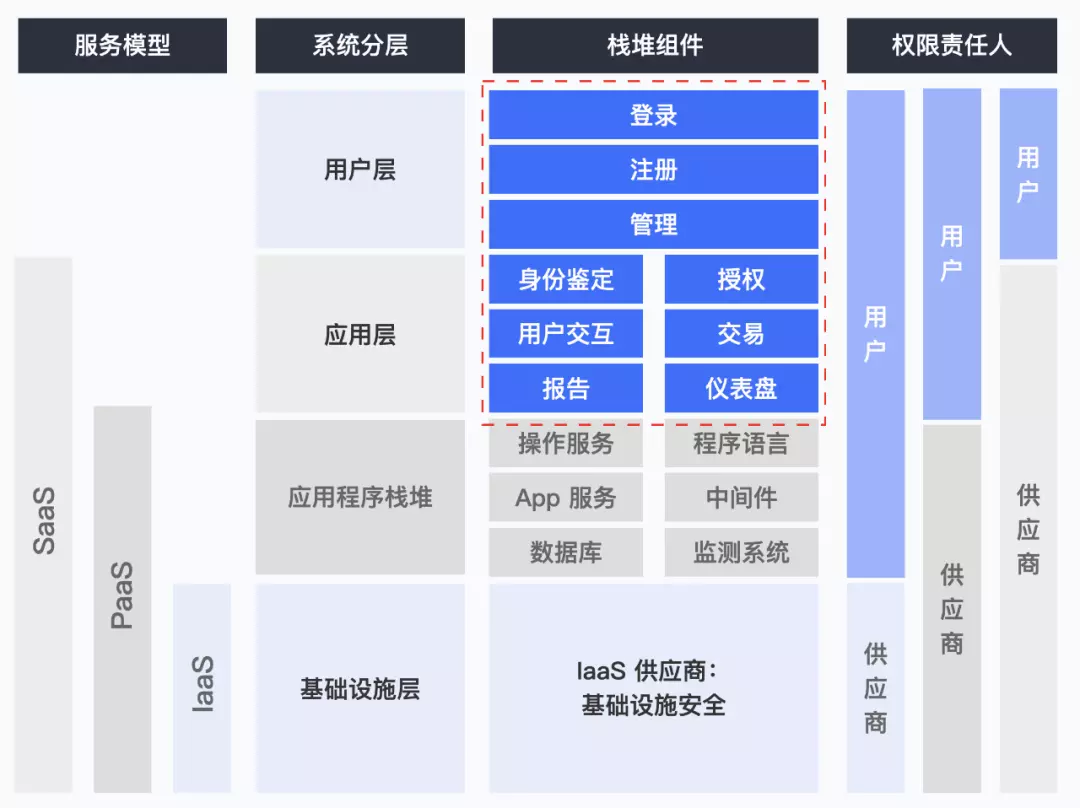 服务模型
系统分层
栈堆组件
权限责任人
用户层
登录
注册
管理
应用层
身份鉴定
授权
用户交互
交易
报告
仪表盘
应用程序栈堆
操作服务
程序语言
App 服务
中间件
数据库
监测系统
基础设施层
IaaS 供应商：
基础设施安全
SaaS
PaaS
IaaS
用户
供应商
用户
供应商
用户
供应商